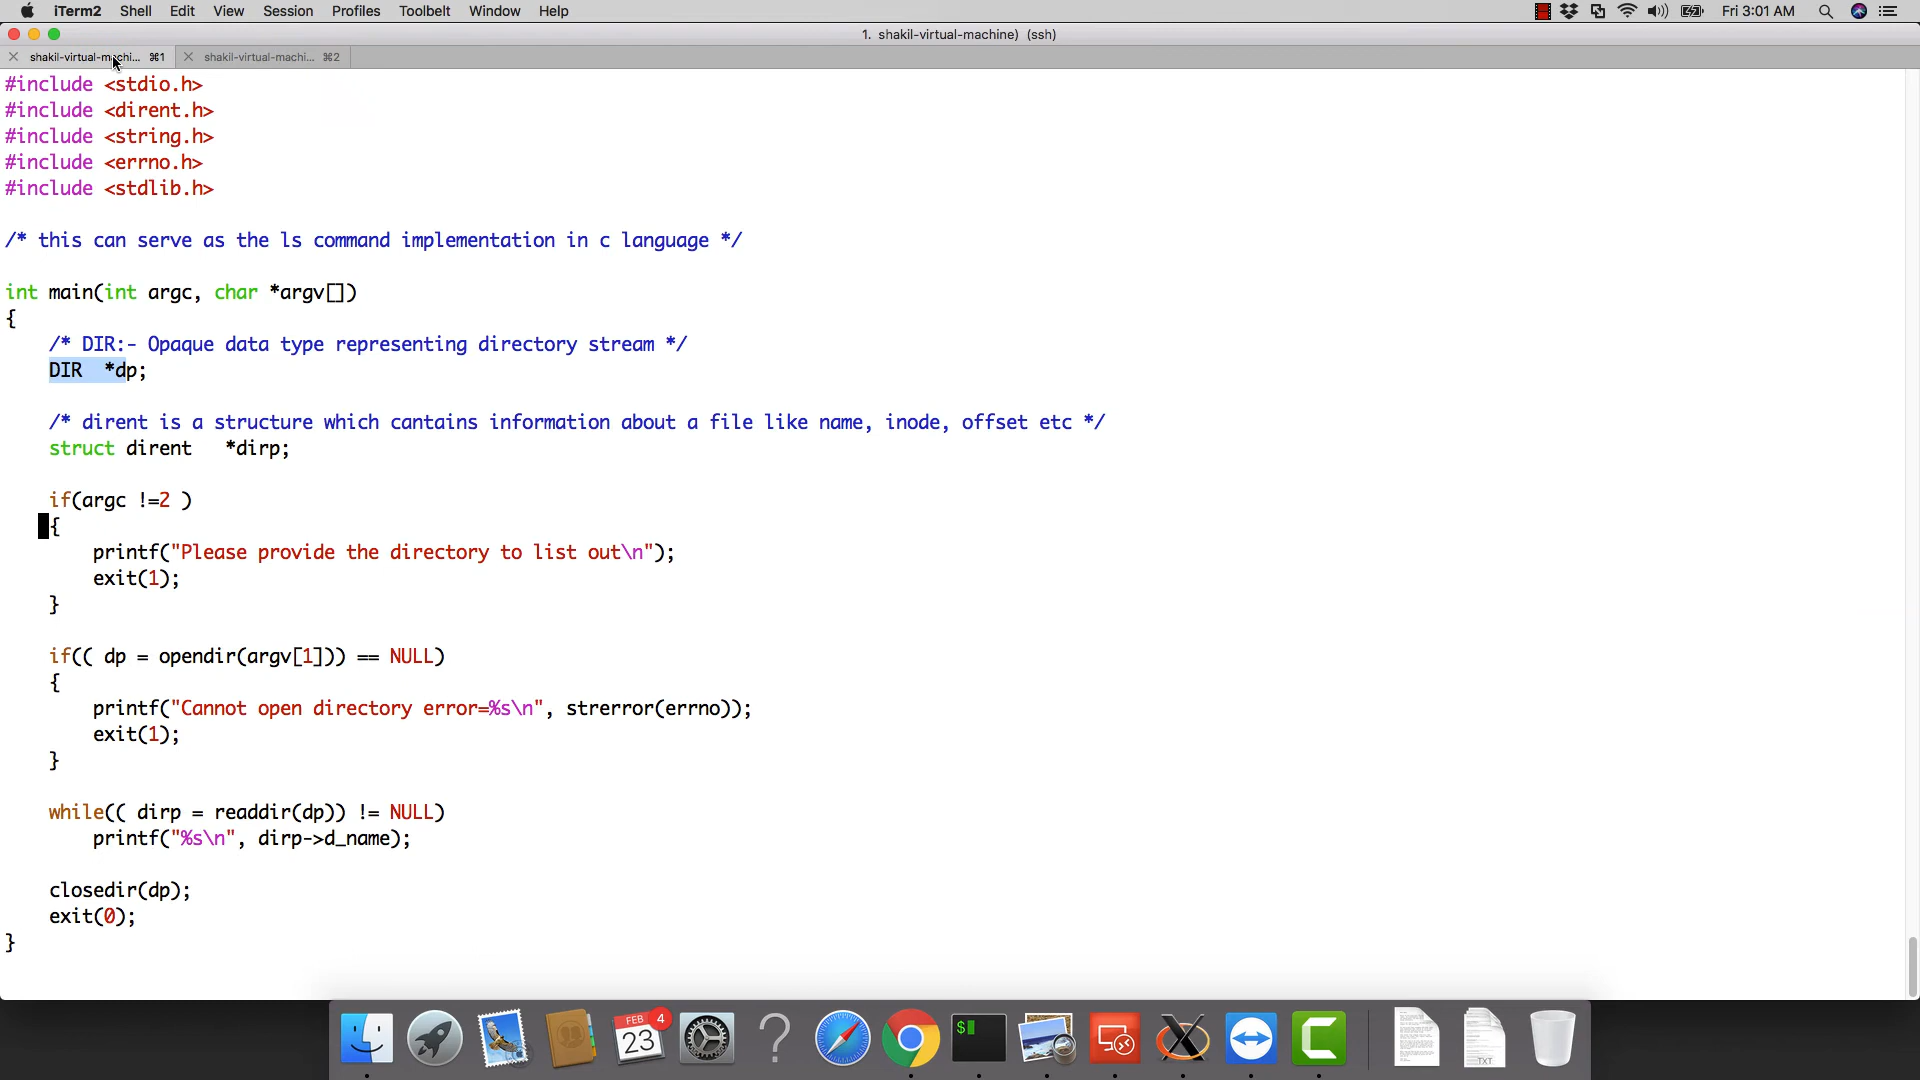 iTerm2 Shell Edit View Session Profiles Toolbelt Window Help Fri 3:01 AM
1. shakil-virtual-machine) (ssh)
shakil-virtual-machi... ⌘1 shakil-virtual-machi... ⌘2
#include <stdio.h>
#include <dirent.h>
#include <string.h>
#include <errno.h>
#include <stdlib.h>
/* this can serve as the ls command implementation in c language */
int main(int argc, char *argv[])
{
/* DIR:- Opaque data type representing directory stream */
DIR  *dp;
/* dirent is a structure which cantains information about a file like name, inode, offset etc */
struct dirent   *dirp;
if(argc !=2 )
{
printf("Please provide the directory to list out\n");
exit(1);
}
if(( dp = opendir(argv[1])) == NULL)
{
printf("Cannot open directory error=%s\n", strerror(errno));
exit(1);
}
while(( dirp = readdir(dp)) != NULL)
printf("%s\n", dirp->d_name);
closedir(dp);
exit(0);
}
FEB
4
23
?
$
TXT